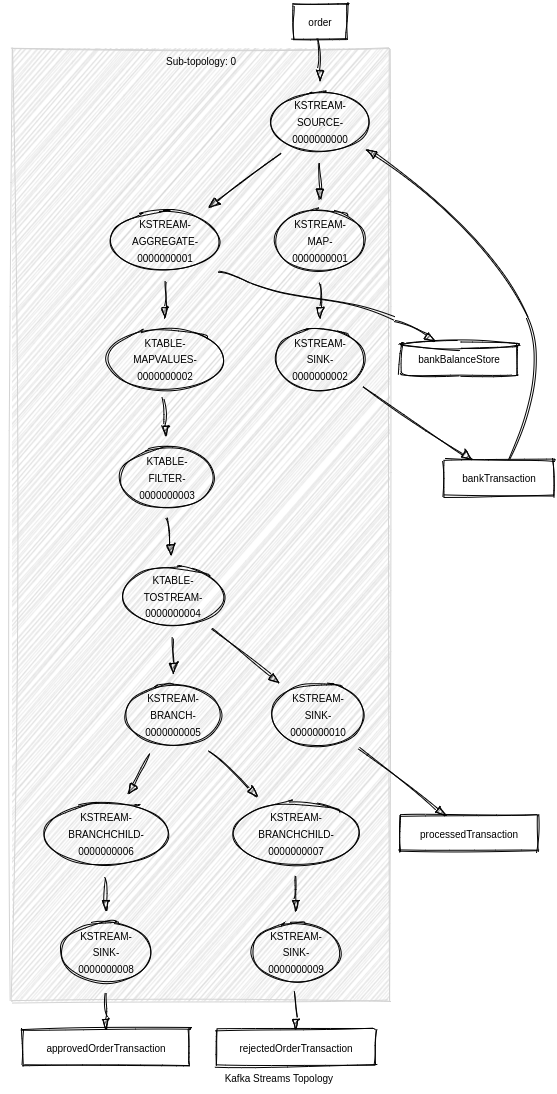 order
Sub-topology: 0
KSTREAM-
SOURCE-
0000000000
KSTREAM-
AGGREGATE-
0000000001
KSTREAM-
MAP-
0000000001
KTABLE-
MAPVALUES-
0000000002
KSTREAM-
SINK-
0000000002
bankBalanceStore
KTABLE-
FILTER-
0000000003
bankTransaction
KTABLE-
TOSTREAM-
0000000004
KSTREAM-
BRANCH-
0000000005
KSTREAM-
SINK-
0000000010
KSTREAM-
BRANCHCHILD-
0000000006
KSTREAM-
BRANCHCHILD-
0000000007
processedTransaction
KSTREAM-
SINK-
0000000008
KSTREAM-
SINK-
0000000009
approvedOrderTransaction
rejectedOrderTransaction
Kafka Streams Topology